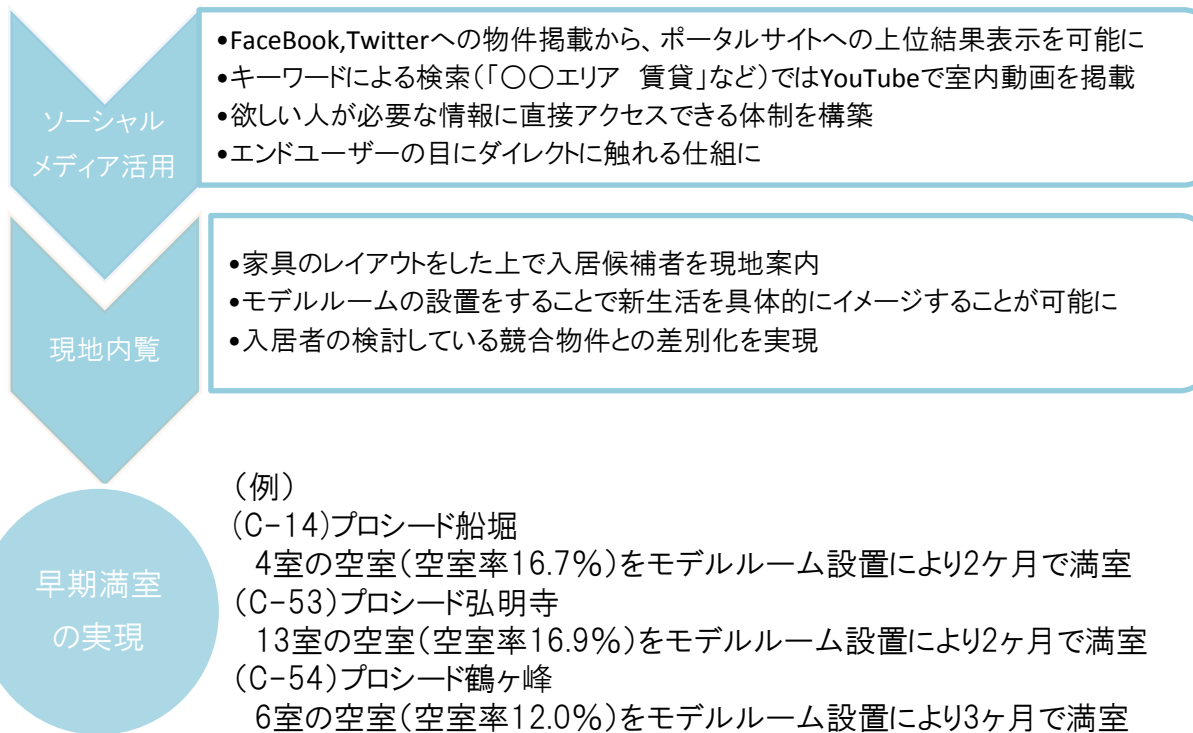 ソーシャル
メディア活用
•FaceBook,Twitterへの物件掲載から、ポータルサイトへの上位結果表示を可能に
•キーワードによる検索(「○○エリア　賃貸」など)ではYouTubeで室内動画を掲載
•欲しい人が必要な情報に直接アクセスできる体制を構築
•エンドユーザーの目にダイレクトに触れる仕組に
現地内覧
•家具のレイアウトをした上で入居候補者を現地案内
•モデルルームの設置をすることで新生活を具体的にイメージすることが可能に
•入居者の検討している競合物件との差別化を実現
早期満室
の実現
(例)
(C-14)プロシード船堀
4室の空室(空室率16.7%)をモデルルーム設置により2ケ月で満室
(C-53)プロシード弘明寺
13室の空室(空室率16.9%)をモデルルーム設置により2ヶ月で満室
(C-54)プロシード鶴ヶ峰
6室の空室(空室率12.0%)をモデルルーム設置により3ヶ月で満室